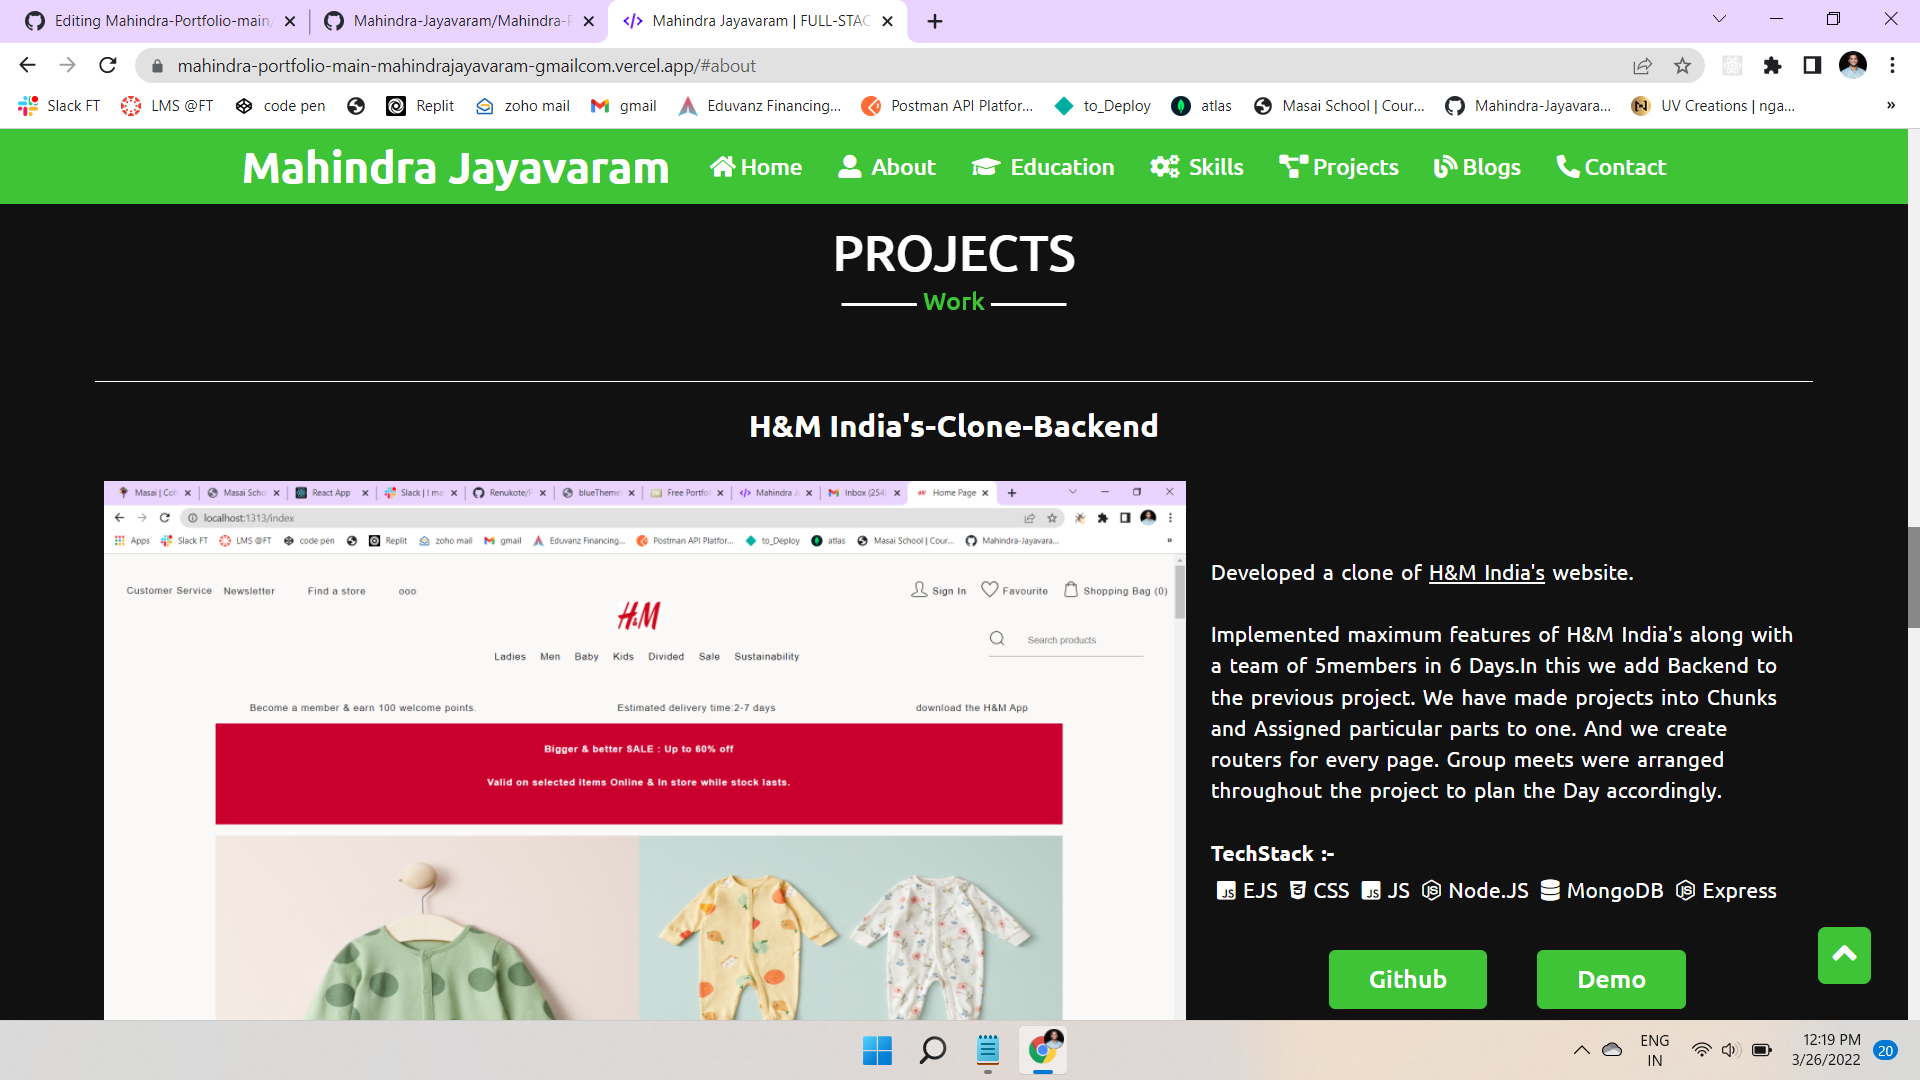 Editing Mahindra-Portfolio-main/
Mahindra-Jayavaram/Mahindra-P
Mahindra Jayavaram | FULL-STAC
mahindra-portfolio-main-mahindrajayavaram-gmailcom.vercel.app/#about
Slack FT LMS @FT code pen Replit zoho mail gmail Eduvanz Financing... Postman API Platfor... to_Deploy atlas Masai School | Cour... Mahindra-Jayavara... UV Creations | nga... »
Mahindra Jayavaram Home About Education Skills Projects Blogs Contact
PROJECTS
Work
H&M India's-Clone-Backend
Masai | Col Masai Scho React App Slack | ! ma Renukote/F blueTheme Free Portfol Mahindra J Inbox (254) Home Page
localhost:1313/index
Apps Slack FT LMS @FT code pen Replit zoho mail gmail Eduvanz Financing... Postman API Platfor... to_Deploy atlas Masai School | Cour... Mahindra-Jayavara... »
Customer Service Newsletter Find a store ooo Sign In Favourite Shopping Bag (0)
H&M
Search products
Ladies Men Baby Kids Divided Sale Sustainability
Become a member & earn 100 welcome points. Estimated delivery time:2-7 days download the H&M App
Bigger & better SALE : Up to 60% off
Valid on selected items Online & In store while stock lasts.
Developed a clone of H&M India's website.
Implemented maximum features of H&M India's along with
a team of 5members in 6 Days.In this we add Backend to
the previous project. We have made projects into Chunks
and Assigned particular parts to one. And we create
routers for every page. Group meets were arranged
throughout the project to plan the Day accordingly.
TechStack :-
EJS CSS JS Node.JS MongoDB Express
Github Demo
ENG
IN
12:19 PM
3/26/2022
20